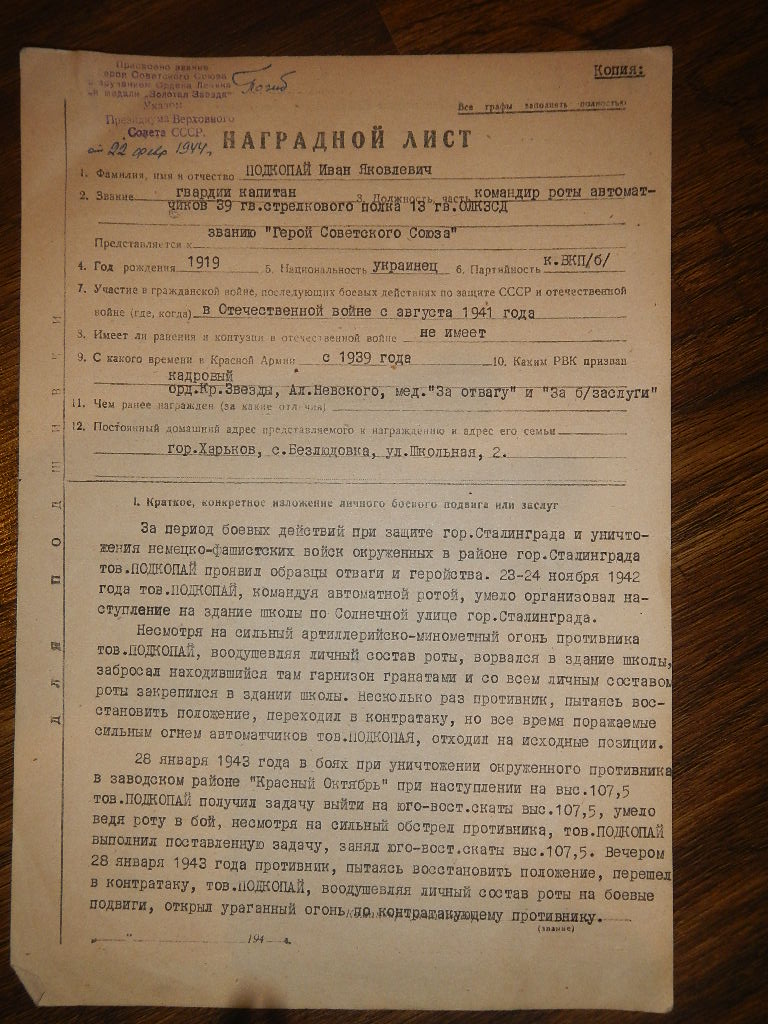 Присвоено звание
Героя Советского Союза
с вручением Ордена Ленина
и медали „Золотая Звезда"
Указом
Президиума Верховного
Совета СССР.
от 22 февр 1944 г.
Погиб
Копия:
Все графы заполнять полностью
НАГРАДНОЙ ЛИСТ
1. Фамилия, имя и отчество ПОДКОПАЙ Иван Яковлевич
2. Звание гвардии капитан 3. Должность, часть командир роты автомат-
чиков 39 гв.стрелкового полка 13 гв.ОЛКЗСД
званию "Герой Советского Союза"
Представляется к
4. Год рождения 1919 5. Национальность украинец 6. Партийность к.ВКП/б/
7. Участие в гражданской войне, последующих боевых действиях по защите СССР и отечественной
войне (где, когда) в Отечественной войне с августа 1941 года
8. Имеет ли ранения и контузии в отечественной войне не имеет
9. С какого времени в Красной Армии с 1939 года 10. Каким РВК призван
кадровый
орд.Кр.Звезды, Ал.Невского, мед."За отвагу" и "За б/заслуги"
11. Чем ранее награжден (за какие отличия)
12. Постоянный домашний адрес представляемого к награждению и адрес его семьи
гор.Харьков, с.Безлюдовка, ул.Школьная, 2.
I. Краткое, конкретное изложение личного боевого подвига или заслуг
За период боевых действий при защите гор.Сталинграда и уничто-
жения немецко-фашистских войск окруженных в районе гор.Сталинграда
тов.ПОДКОПАЙ проявил образцы отваги и геройства. 23-24 ноября 1942
года тов.ПОДКОПАЙ, командуя автоматной ротой, умело организовал на-
ступление на здание школы по Солнечной улице гор.Сталинграда.
Несмотря на сильный артиллерийско-минометный огонь противника
тов.ПОДКОПАЙ, воодушевляя личный состав роты, ворвался в здание школы,
забросал находившийся там гарнизон гранатами и со всем личным составом
роты закрепился в здании школы. Несколько раз противник, пытаясь вос-
становить положение, переходил в контратаку, но все время поражаемые
сильным огнем автоматчиков тов.ПОДКОПАЯ, отходил на исходные позиции.
28 января 1943 года в боях при уничтожении окруженного противника
в заводском районе "Красный Октябрь" при наступлении на выс.107,5
тов.ПОДКОПАЙ получил задачу выйти на юго-вост.скаты выс.107,5, умело
ведя роту в бой, несмотря на сильный обстрел противника, тов.ПОДКОПАЙ
выполнил поставленную задачу, занял юго-вост.скаты выс.107,5. Вечером
28 января 1943 года противник, пытаясь восстановить положение, перешел
в контратаку, тов.ПОДКОПАЙ, воодушевляя личный состав роты на боевые
подвиги, открыл ураганный огонь по контратакующему противнику.
(звание)
„ " 194 г.
ДЛЯ ПОДШИВКИ